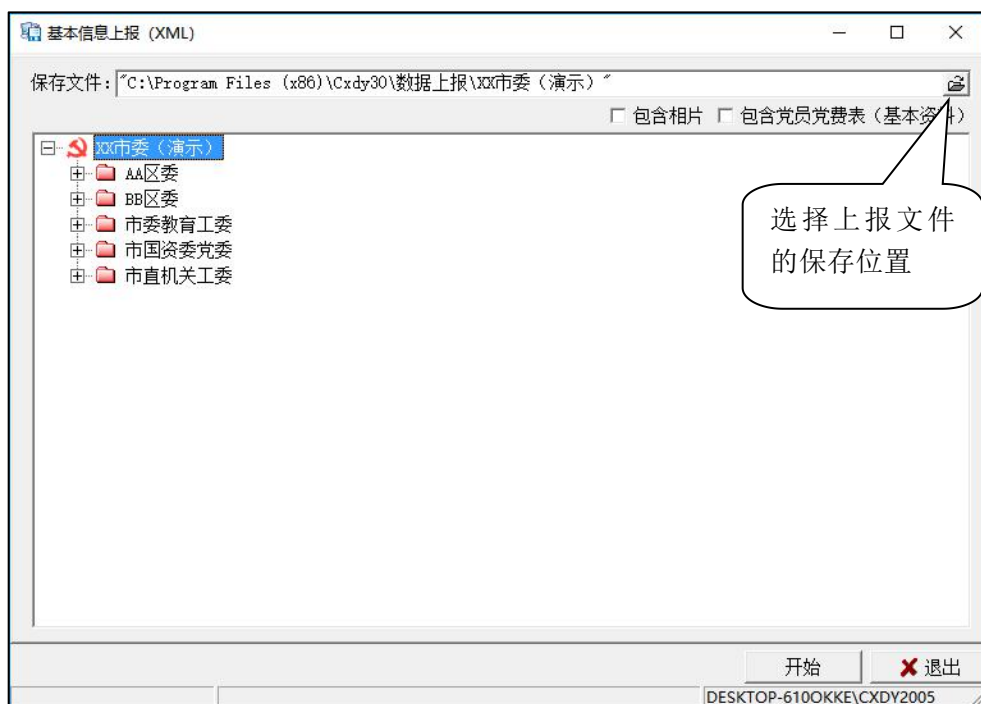 基本信息上报 (XML)
保存文件: "C:\Program Files (x86)\Cxdy30\数据上报\XX市委（演示）"
包含相片 包含党员党费表（基本资料）
XX市委（演示）
AA区委
BB区委
市委教育工委
市国资委党委
市直机关工委
选择上报文件
的保存位置
开始 退出
DESKTOP-610OKKE\CXDY2005